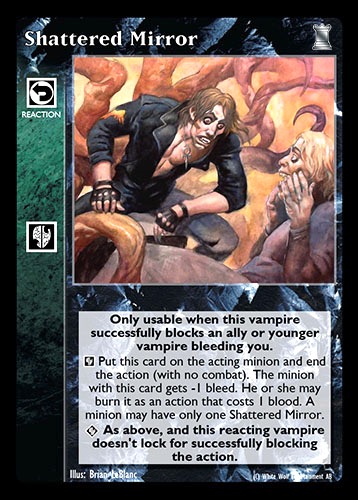 Shattered Mirror
REACTION
Only usable when this vampire
successfully blocks an ally or younger
vampire bleeding you.
Put this card on the acting minion and end
the action (with no combat). The minion
with this card gets -1 bleed. He or she may
burn it as an action that costs 1 blood. A
minion may have only one Shattered Mirror.
As above, and this reacting vampire
doesn't lock for successfully blocking
the action.
Illus: Brian LeBlanc
(C) White Wolf Entertainment AB